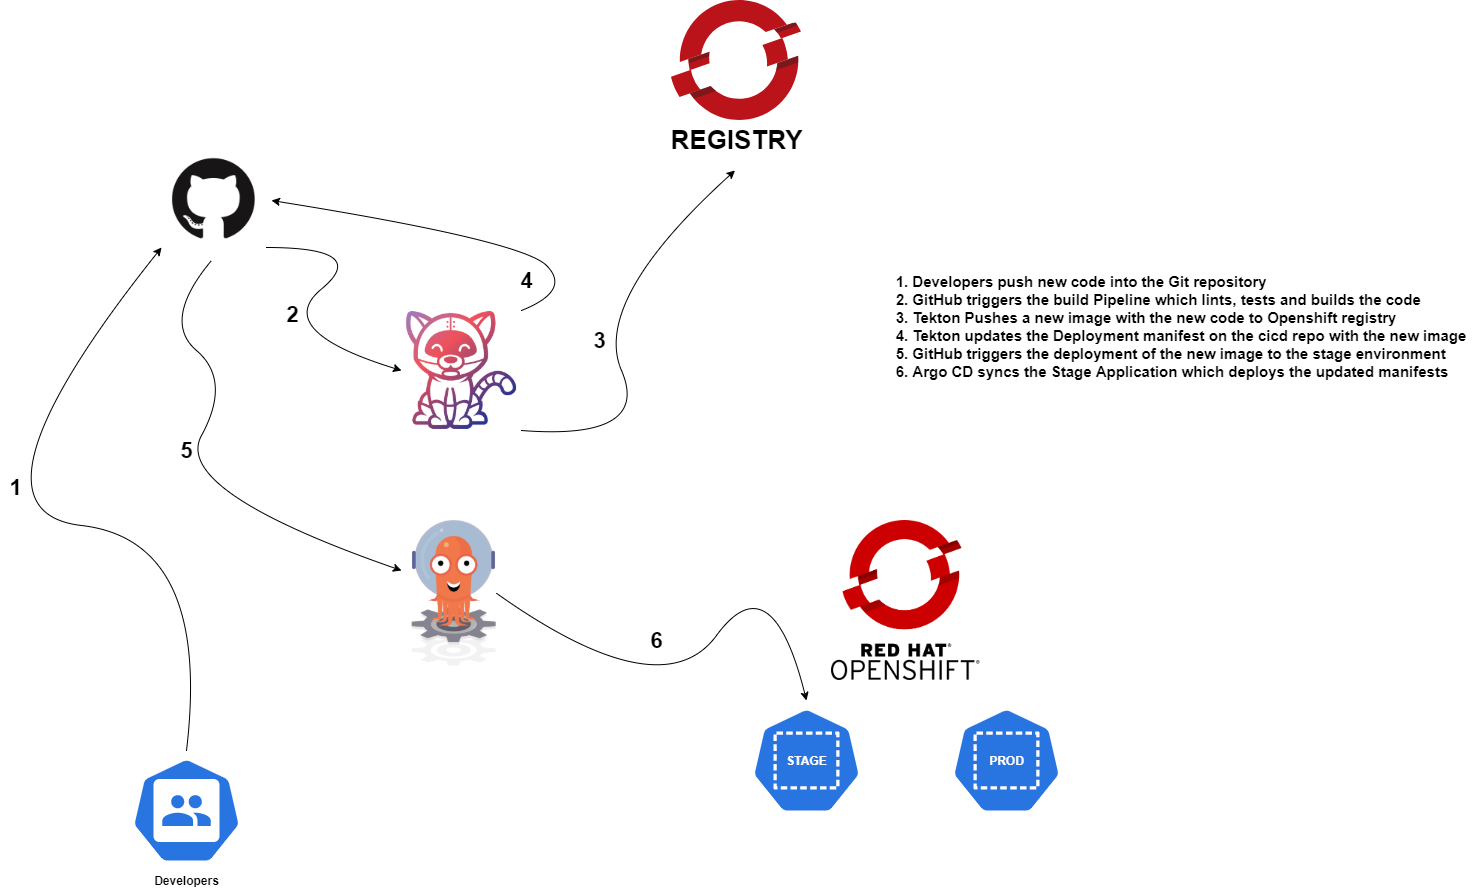 REGISTRY
1
2
3
4
5
6
1. Developers push new code into the Git repository
2. GitHub triggers the build Pipeline which lints, tests and builds the code
3. Tekton Pushes a new image with the new code to Openshift registry
4. Tekton updates the Deployment manifest on the cicd repo with the new image
5. GitHub triggers the deployment of the new image to the stage environment
6. Argo CD syncs the Stage Application which deploys the updated manifests
RED HAT®
OPENSHIFT®
STAGE
PROD
Developers